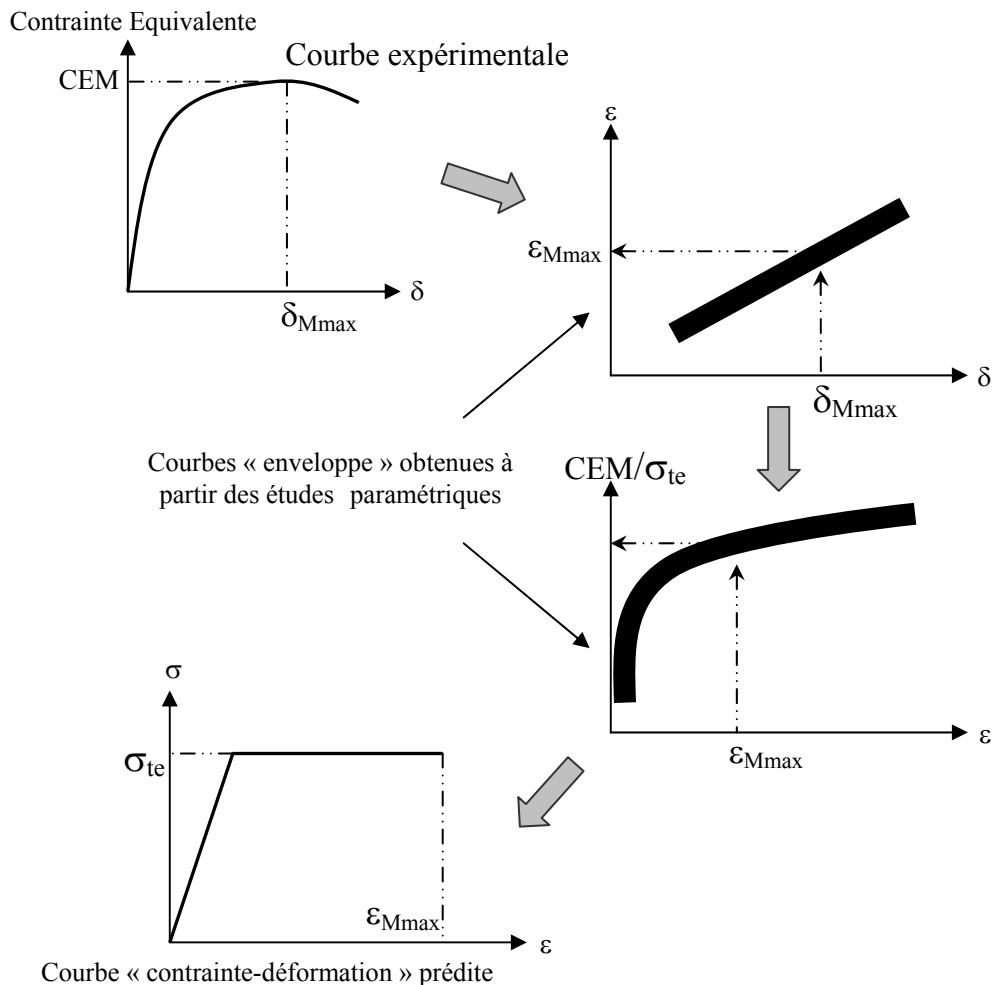 Contrainte Equivalente
Courbe expérimentale
CEM
δ
δMmax
ε
εMmax
δ
δMmax
Courbes « enveloppe » obtenues à
partir des études paramétriques
CEM/σte
ε
εMmax
σ
σte
εMmax
ε
Courbe « contrainte-déformation » prédite